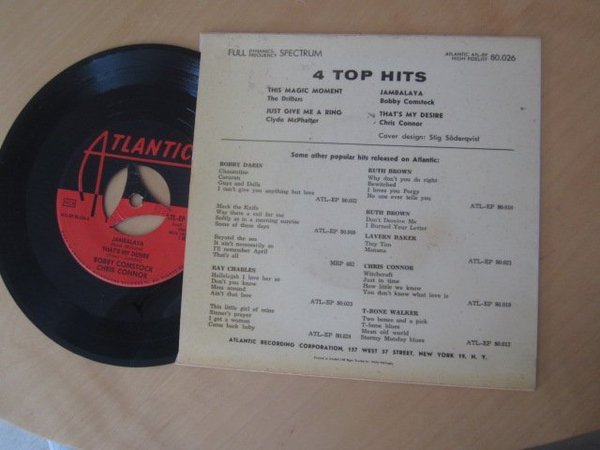 FULL DYNAMICS FREQUENCY SPECTRUM
ATLANTIC ATL-EP
HIGH FIDELITY 80.026
4 TOP HITS
THIS MAGIC MOMENT
The Drifters
JUST GIVE ME A RING
Clyde McPhatter
JAMBALAYA
Bobby Comstock
THAT'S MY DESIRE
Chris Connor
Cover design: Stig Söderqvist
Some other popular hits released on Atlantic:
BOBBY DARIN
Clementine
Caravan
Guys and Dolls
I can't give you anything but love
ATL-EP
Mack the Knife
Was there a call for me
Softly as in a morning sunrise
Some of these days
ATL-EP
Beyond the sea
It ain't necessarily so
I'll remember April
That's all
MEP
RAY CHARLES
Hallelujah I love her so
Don't you know
Mess around
Ain't that love
ATL-EP 80.023
This little girl of mine
Sinner's prayer
I got a woman
Come back baby
ATL-EP 80.024
RUTH BROWN
Why don't you do right
Bewitched
I loves you Porgy
No one ever tells you
ATL-EP
RUTH BROWN
Don't Deceive Me
I Burned Your Letter
LAVERN BAKER
Tiny Tim
Manana
ATL-EP 80.021
CHRIS CONNOR
Witchcraft
Just in time
How little we know
You don't know what love is
ATL-EP 80.019
T-BONE WALKER
Two bones and a pick
T-bone blues
Mean old world
Stormy Monday blues
ATL-EP 80.013
ATLANTIC RECORDING CORPORATION, 157 WEST 57 STREET, NEW YORK 19, N. Y.
ATLANTIC
ATL-EP
JAMBALAYA
THAT'S MY DESIRE
BOBBY COMSTOCK
CHRIS CONNOR